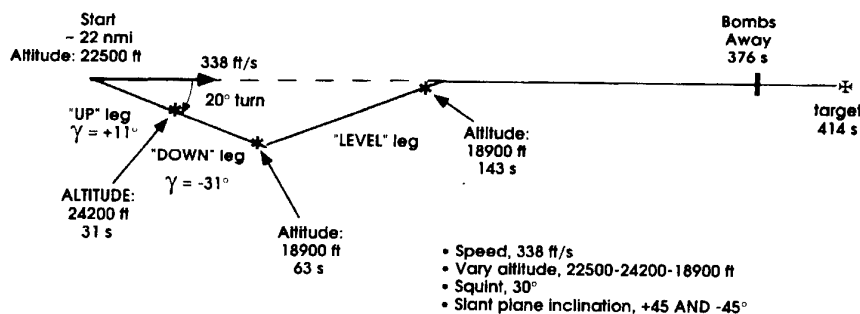 Start
~ 22 nmi
Altitude: 22500 ft
338 ft/s
20° turn
"UP" leg
γ = +11°
"DOWN" leg
γ = -31°
"LEVEL" leg
Bombs
Away
376 s
target
414 s
ALTITUDE:
24200 ft
31 s
Altitude:
18900 ft
63 s
Altitude:
18900 ft
143 s
• Speed, 338 ft/s
• Vary altitude, 22500-24200-18900 ft
• Squint, 30°
• Slant plane inclination, +45 AND -45°